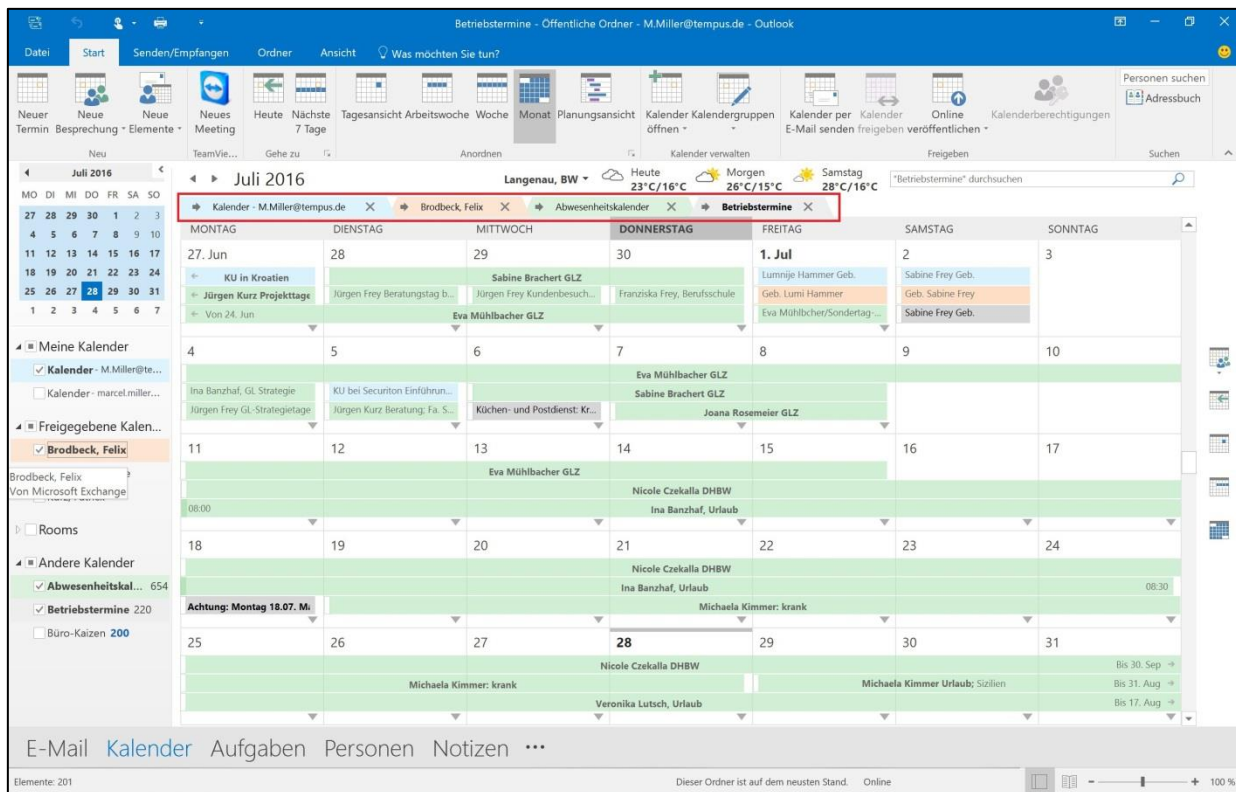 Betriebstermine - Öffentliche Ordner - M.Miller@tempus.de - Outlook
Datei Start Senden/Empfangen Ordner Ansicht Was möchten Sie tun?
Neuer Termin
Neue Besprechung
Neue Elemente
Neues Meeting
Heute
Nächste 7 Tage
Tagesansicht Arbeitswoche Woche Monat Planungsansicht
Kalender öffnen
Kalendergruppen
Kalender per E-Mail senden
Kalender freigeben
Online veröffentlichen
Kalenderberechtigungen
Personen suchen
Adressbuch
Neu TeamVie... Gehe zu Anordnen Kalender verwalten Freigeben Suchen
Juli 2016
MO DI MI DO FR SA SO
27 28 29 30 1 2 3
4 5 6 7 8 9 10
11 12 13 14 15 16 17
18 19 20 21 22 23 24
25 26 27 28 29 30 31
1 2 3 4 5 6 7
Meine Kalender
Kalender - M.Miller@te...
Kalender - marcel.miller...
Freigegebene Kalen...
Brodbeck, Felix
Brodbeck, Felix
Von Microsoft Exchange
Rooms
Andere Kalender
Abwesenheitskal... 654
Betriebstermine 220
Büro-Kaizen 200
Juli 2016
Langenau, BW
Heute 23°C/16°C
Morgen 26°C/15°C
Samstag 28°C/16°C
"Betriebstermine" durchsuchen
Kalender - M.Miller@tempus.de Brodbeck, Felix Abwesenheitskalender Betriebstermine
MONTAG DIENSTAG MITTWOCH DONNERSTAG FREITAG SAMSTAG SONNTAG
27. Jun 28 29 30 1. Jul 2 3
KU in Kroatien Sabine Brachert GLZ Lumnije Hammer Geb. Sabine Frey Geb.
Jürgen Kurz Projekttage Jürgen Frey Beratungstag b... Jürgen Frey Kundenbesuch... Franziska Frey, Berufsschule Geb. Lumi Hammer Geb. Sabine Frey
Von 24. Jun Eva Mühlbacher GLZ Eva Mühlbcher/Sondertag-... Sabine Frey Geb.
4 5 6 7 8 9 10
Eva Mühlbacher GLZ
Ina Banzhaf, GL Strategie KU bei Securiton Einführun... Sabine Brachert GLZ
Jürgen Frey GL-Strategietage Jürgen Kurz Beratung; Fa. S... Küchen- und Postdienst: Kr... Joana Rosemeier GLZ
11 12 13 14 15 16 17
Eva Mühlbacher GLZ
Nicole Czekalla DHBW
08:00 Ina Banzhaf, Urlaub
18 19 20 21 22 23 24
Nicole Czekalla DHBW
Ina Banzhaf, Urlaub 08:30
Achtung: Montag 18.07. Mi Michaela Kimmer: krank
25 26 27 28 29 30 31
Nicole Czekalla DHBW Bis 30. Sep
Michaela Kimmer: krank Michaela Kimmer Urlaub; Sizilien Bis 31. Aug
Veronika Lutsch, Urlaub Bis 17. Aug
E-Mail Kalender Aufgaben Personen Notizen
Elemente: 201 Dieser Ordner ist auf dem neusten Stand. Online 100 %